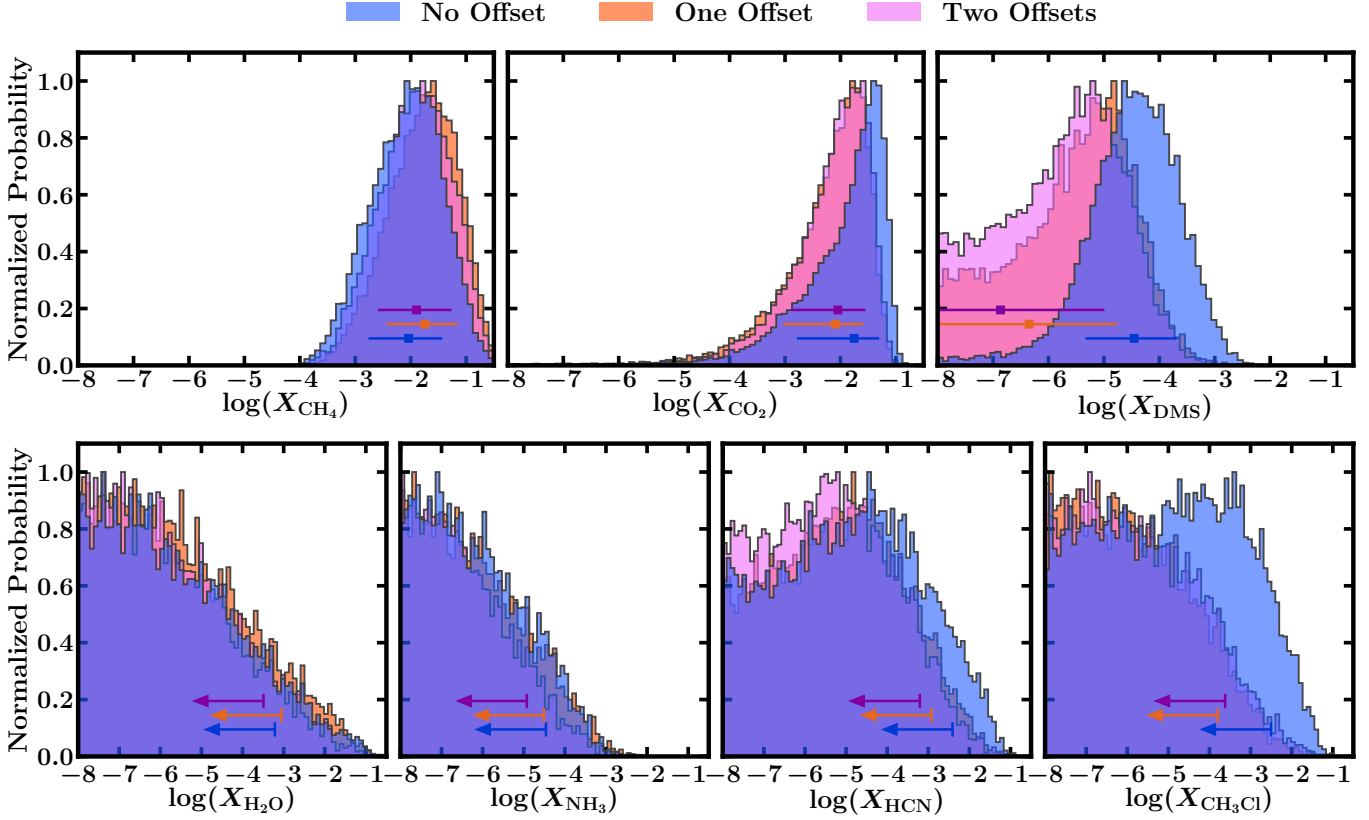 No Offset One Offset Two Offsets
Normalized Probability
1.0
0.8
0.6
0.4
0.2
0.0
−8 −7 −6 −5 −4 −3 −2 −1
log(X_CH₄)
−8 −7 −6 −5 −4 −3 −2 −1
log(X_CO₂)
−8 −7 −6 −5 −4 −3 −2 −1
log(X_DMS)
Normalized Probability
1.0
0.8
0.6
0.4
0.2
0.0
−8 −7 −6 −5 −4 −3 −2 −1
log(X_H₂O)
−8 −7 −6 −5 −4 −3 −2 −1
log(X_NH₃)
−8 −7 −6 −5 −4 −3 −2 −1
log(X_HCN)
−8 −7 −6 −5 −4 −3 −2 −1
log(X_CH₃Cl)